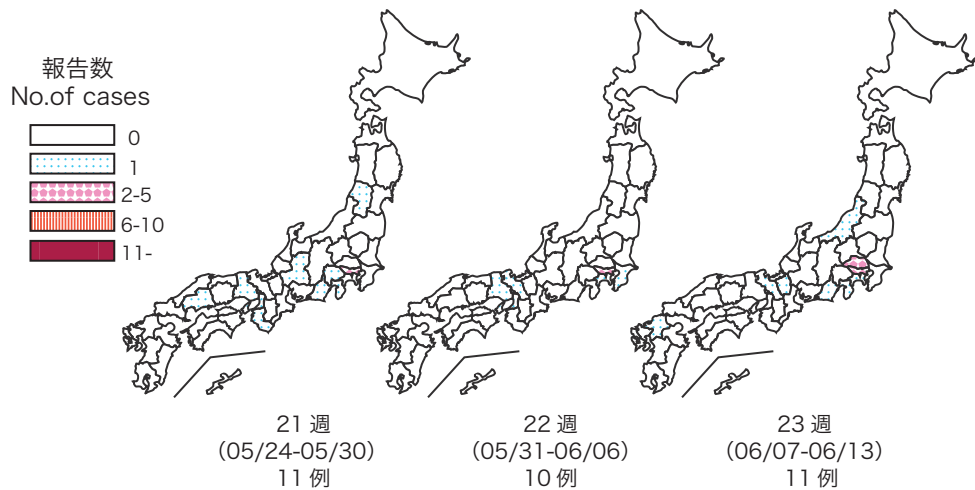 報告数
No.of cases
0
1
2-5
6-10
11-
21 週
（05/24-05/30）
11 例
22 週
（05/31-06/06）
10 例
23 週
（06/07-06/13）
11 例